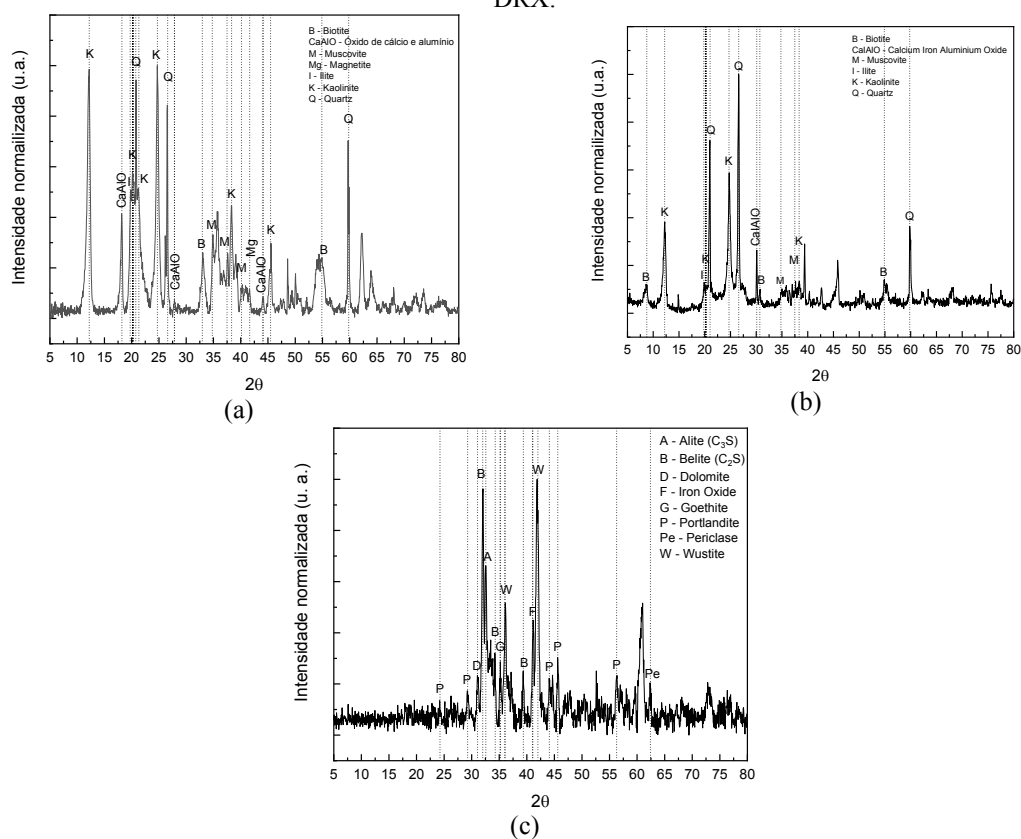 DRX.
Intensidade normalizada (u.a.)
B - Biotite
CaAlO - Óxido de cálcio e alumínio
M - Muscovite
Mg - Magnetite
I - Ilite
K - Kaolinite
Q - Quartz
K
CaAlO
I
K
Q
K
K
Q
CaAlO
B
M
M
K
M
Mg
CaAlO
K
B
Q
5 10 15 20 25 30 35 40 45 50 55 60 65 70 75 80
2θ
(a)
Intensidade normalizada (u.a.)
B - Biotite
CaIAlO - Calcium Iron Aluminium Oxide
M - Muscovite
I - Ilite
K - Kaolinite
Q - Quartz
B
K
I
K
Q
K
Q
CaIAlO
B
M
M
K
B
Q
5 10 15 20 25 30 35 40 45 50 55 60 65 70 75 80
2θ
(b)
Intensidade normalizada (u. a.)
A - Alite (C₃S)
B - Belite (C₂S)
D - Dolomite
F - Iron Oxide
G - Goethite
P - Portlandite
Pe - Periclase
W - Wustite
P
P
D
B
A
B
G
W
B
F
W
P
P
P
Pe
5 10 15 20 25 30 35 40 45 50 55 60 65 70 75 80
2θ
(c)